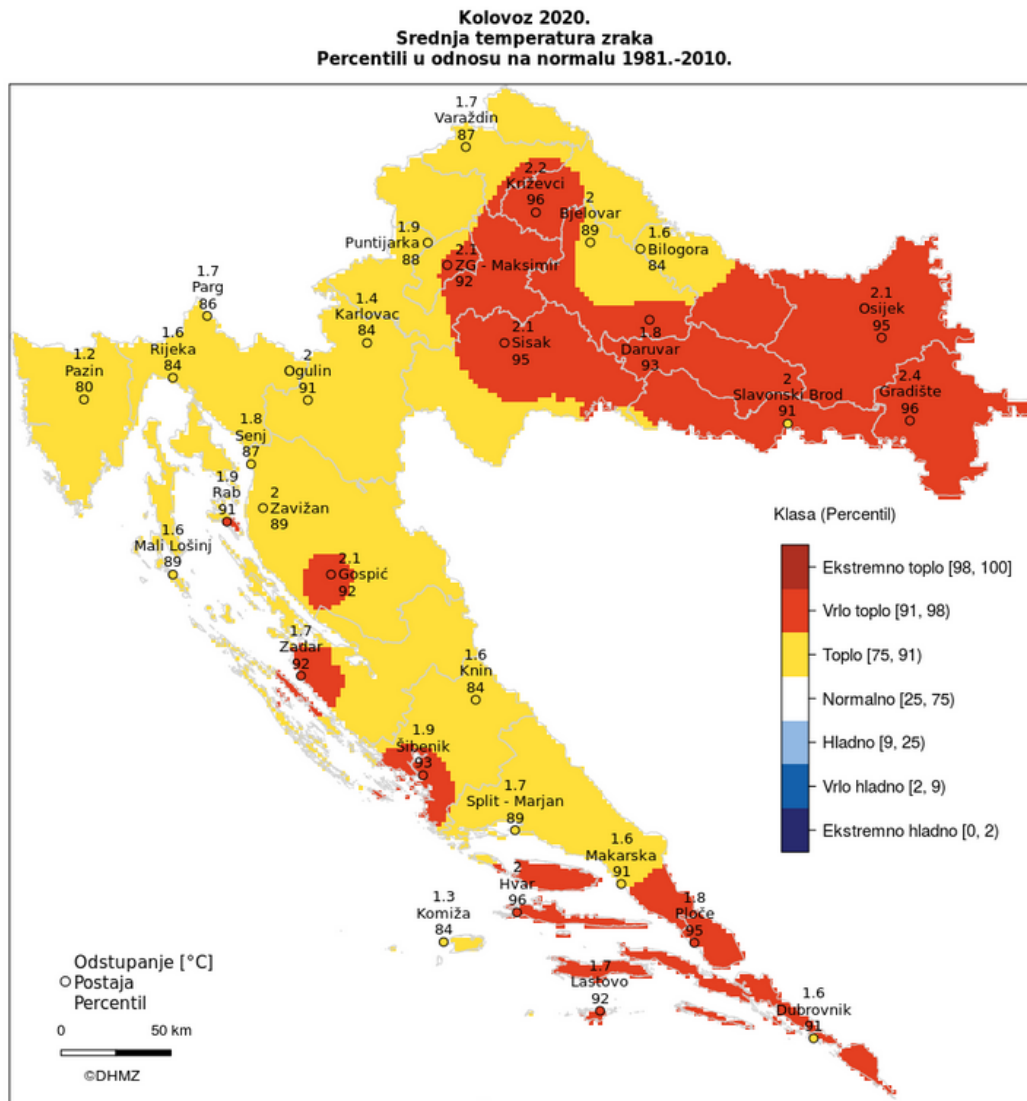 Kolovoz 2020.
Srednja temperatura zraka
Percentili u odnosu na normalu 1981.-2010.
1.7
Varaždin
87
2.2
Križevci
96
2
Bjelovar
89
1.9
Puntijarka
88
1.6
Bilogora
84
2.1
ZG - Maksimir
92
1.7
Parg
86
1.4
Karlovac
84
2.1
Osijek
95
1.6
Rijeka
84
2.1
Sisak
95
1.8
Daruvar
93
1.2
Pazin
80
2
Ogulin
91
2
Slavonski Brod
91
2.4
Gradište
96
1.8
Senj
87
1.9
Rab
91
2
Zavižan
89
1.6
Mali Lošinj
89
2.1
Gospić
92
1.7
Zadar
92
1.6
Knin
84
1.9
Šibenik
93
1.7
Split - Marjan
89
1.6
Makarska
91
2
Hvar
96
1.3
Komiža
84
1.8
Ploče
95
1.7
Lastovo
92
1.6
Dubrovnik
91
Klasa (Percentil)
Ekstremno toplo [98, 100]
Vrlo toplo [91, 98)
Toplo [75, 91)
Normalno [25, 75)
Hladno [9, 25)
Vrlo hladno [2, 9)
Ekstremno hladno [0, 2)
Odstupanje [°C]
Postaja
Percentil
0 50 km
©DHMZ